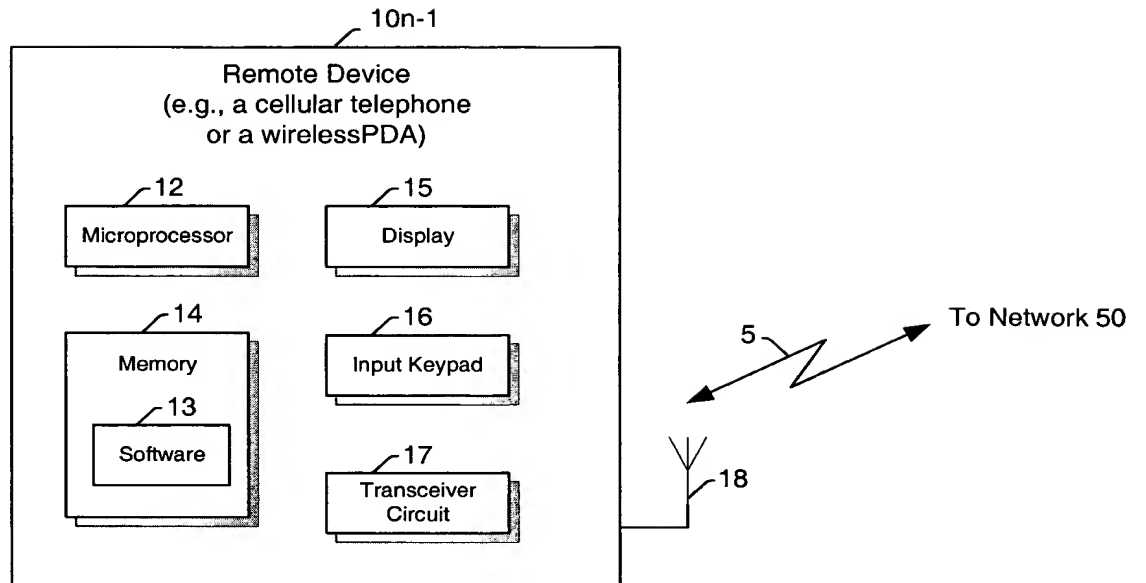 10n-1
Remote Device
(e.g., a cellular telephone
or a wirelessPDA)
12
Microprocessor
15
Display
14
Memory
13
Software
16
Input Keypad
17
Transceiver
Circuit
5
To Network 50
18